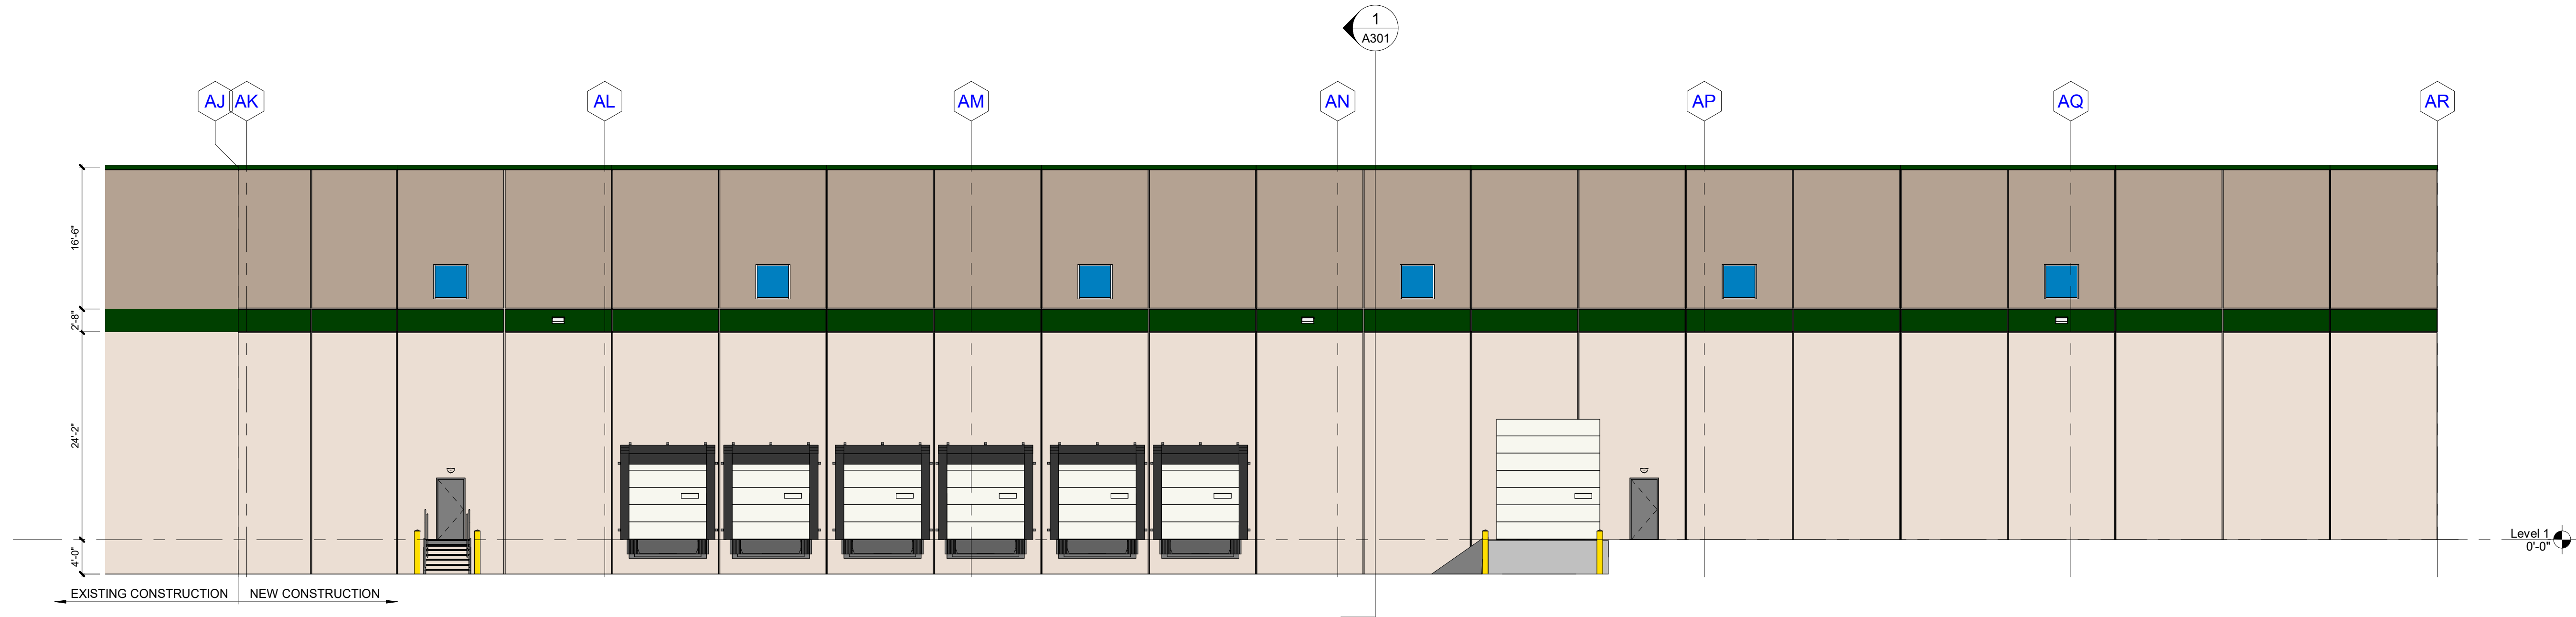 1
A301
AJ
AK
AL
AM
AN
AP
AQ
AR
16'-6"
2'-8"
24'-2"
4'-0"
Level 1
0'-0"
EXISTING CONSTRUCTION
NEW CONSTRUCTION